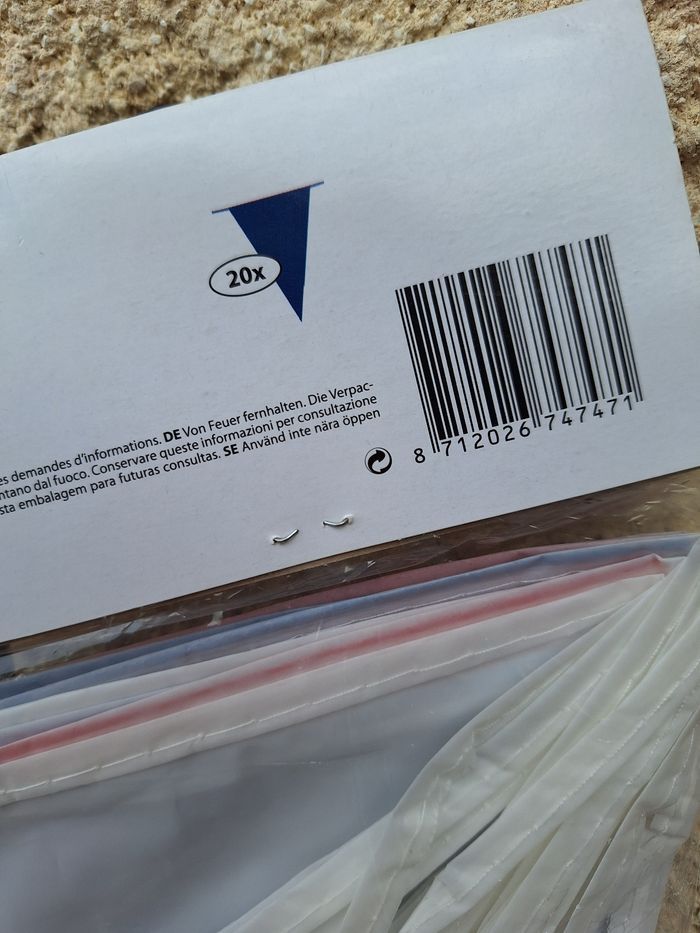 20x
es demandes d'informations. DE Von Feuer fernhalten. Die Verpac-
ntano dal fuoco. Conservare queste informazioni per consultazione
sta embalagem para futuras consultas. SE Använd inte nära öppen
8 712026 747471